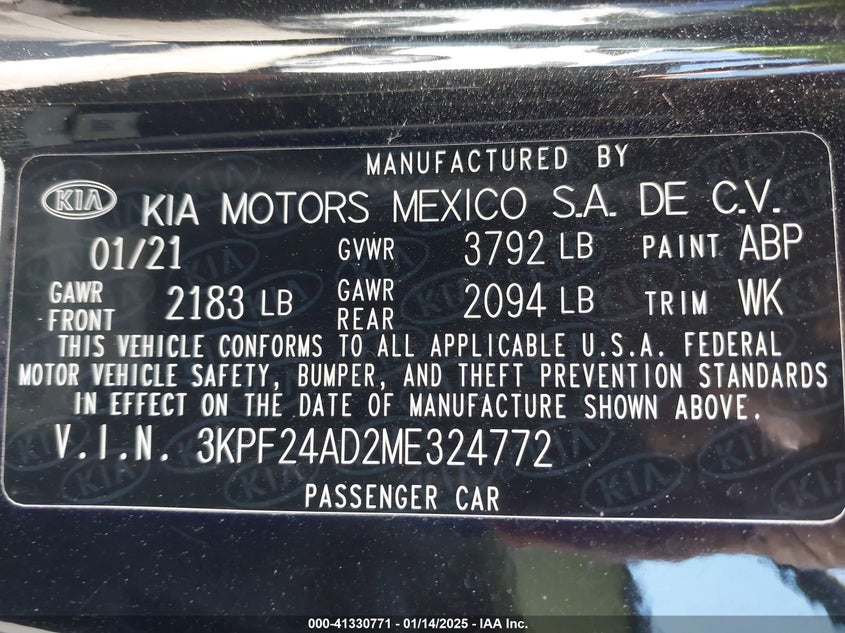 MANUFACTURED BY
KIA KIA MOTORS MEXICO S.A. DE C.V.
01/21 GVWR 3792 LB PAINT ABP
GAWR FRONT 2183 LB GAWR REAR 2094 LB TRIM WK
THIS VEHICLE CONFORMS TO ALL APPLICABLE U.S.A. FEDERAL
MOTOR VEHICLE SAFETY, BUMPER, AND THEFT PREVENTION STANDARDS
IN EFFECT ON THE DATE OF MANUFACTURE SHOWN ABOVE.
V.I.N. 3KPF24AD2ME324772
PASSENGER CAR
000-41330771 - 01/14/2025 - IAA Inc.